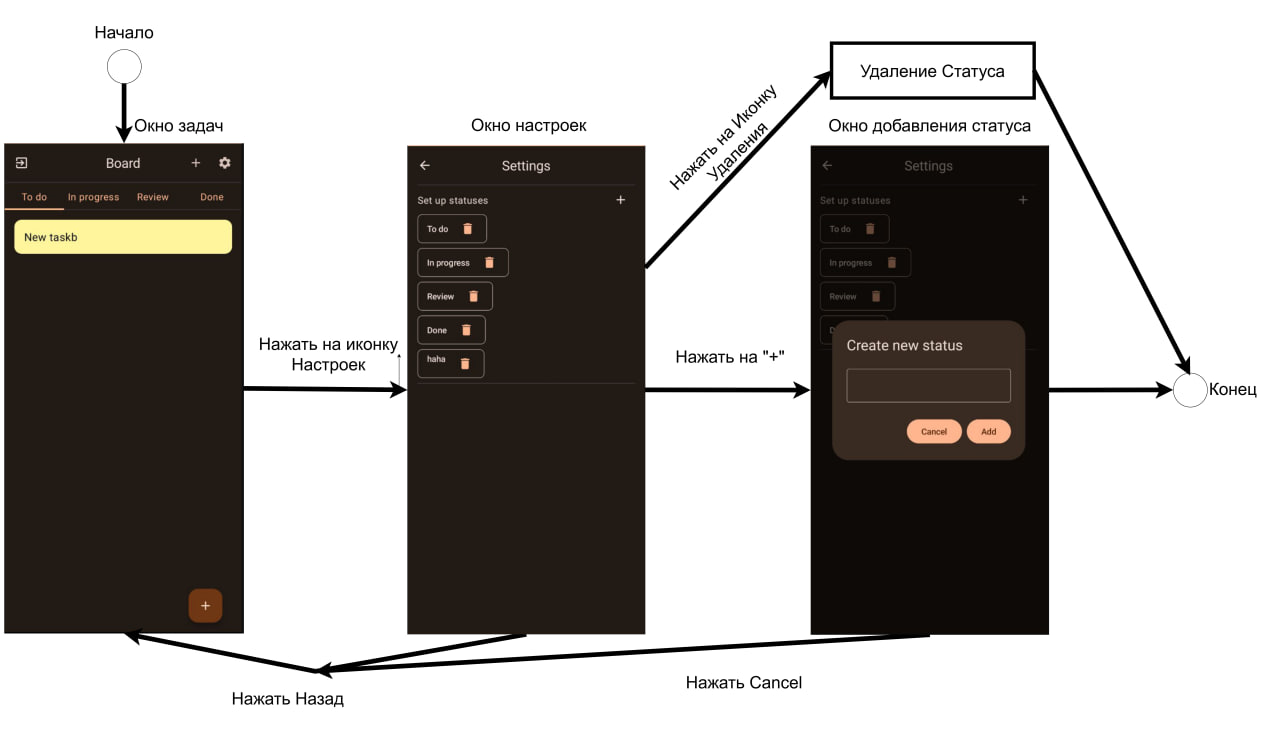 Начало
Окно задач
Board
To do
In progress
Review
Done
New taskb
Нажать на иконку
Настроек
Окно настроек
Settings
Set up statuses
To do
In progress
Review
Done
haha
Нажать на Иконку
Удаления
Удаление Статуса
Нажать на "+"
Окно добавления статуса
Settings
Set up statuses
To do
In progress
Review
D
Create new status
Cancel
Add
Конец
Нажать Назад
Нажать Cancel